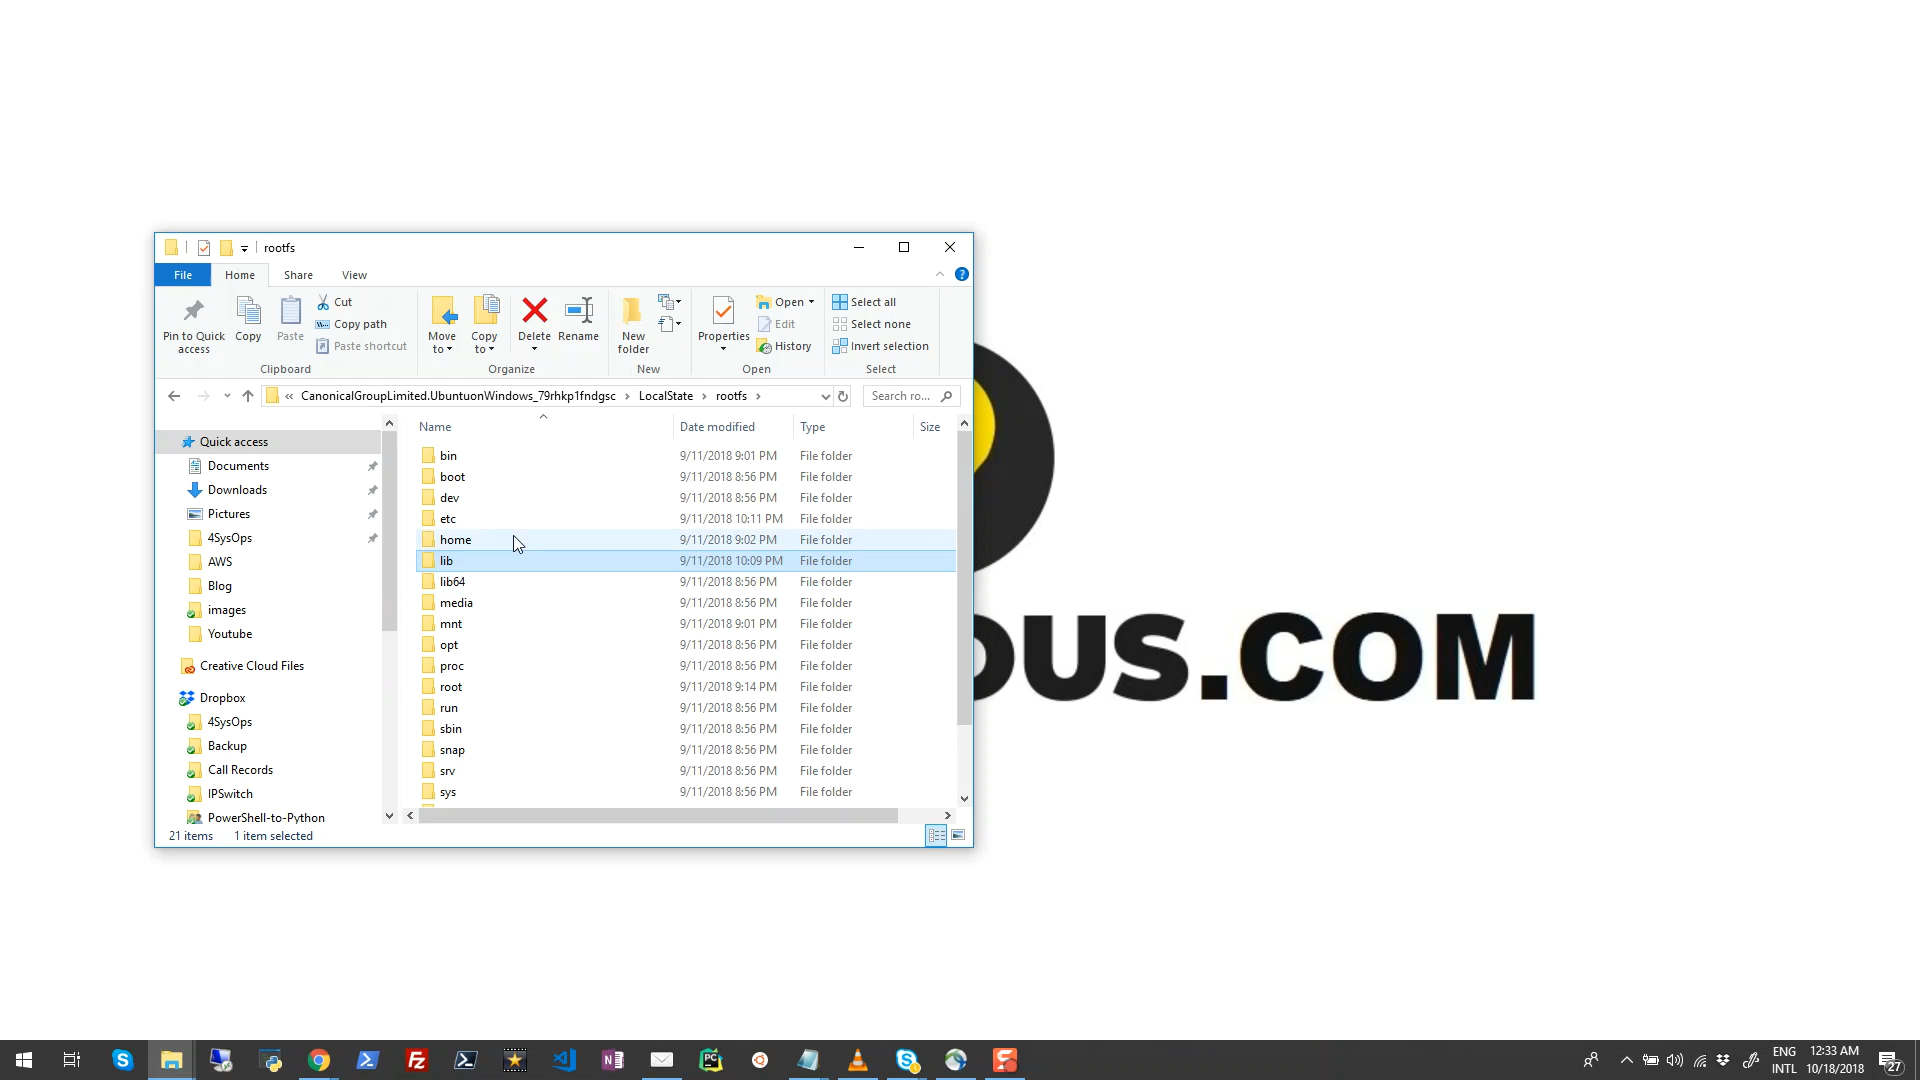 rootfs
File Home Share View
Pin to Quick access
Copy
Paste
Cut
Copy path
Paste shortcut
Clipboard
Move to
Copy to
Delete
Rename
Organize
New folder
New
Properties
Open
Edit
History
Open
Select all
Select none
Invert selection
Select
« CanonicalGroupLimited.UbuntuonWindows_79rhkp1fndgsc > LocalState > rootfs >
Search ro...
Quick access
Documents
Downloads
Pictures
4SysOps
AWS
Blog
images
Youtube
Creative Cloud Files
Dropbox
4SysOps
Backup
Call Records
IPSwitch
PowerShell-to-Python
Name Date modified Type Size
bin 9/11/2018 9:01 PM File folder
boot 9/11/2018 8:56 PM File folder
dev 9/11/2018 8:56 PM File folder
etc 9/11/2018 10:11 PM File folder
home 9/11/2018 9:02 PM File folder
lib 9/11/2018 10:09 PM File folder
lib64 9/11/2018 8:56 PM File folder
media 9/11/2018 8:56 PM File folder
mnt 9/11/2018 9:01 PM File folder
opt 9/11/2018 8:56 PM File folder
proc 9/11/2018 8:56 PM File folder
root 9/11/2018 9:14 PM File folder
run 9/11/2018 8:56 PM File folder
sbin 9/11/2018 8:56 PM File folder
snap 9/11/2018 8:56 PM File folder
srv 9/11/2018 8:56 PM File folder
sys 9/11/2018 8:56 PM File folder
21 items 1 item selected
OUS.COM
ENG
INTL
12:33 AM
10/18/2018
27